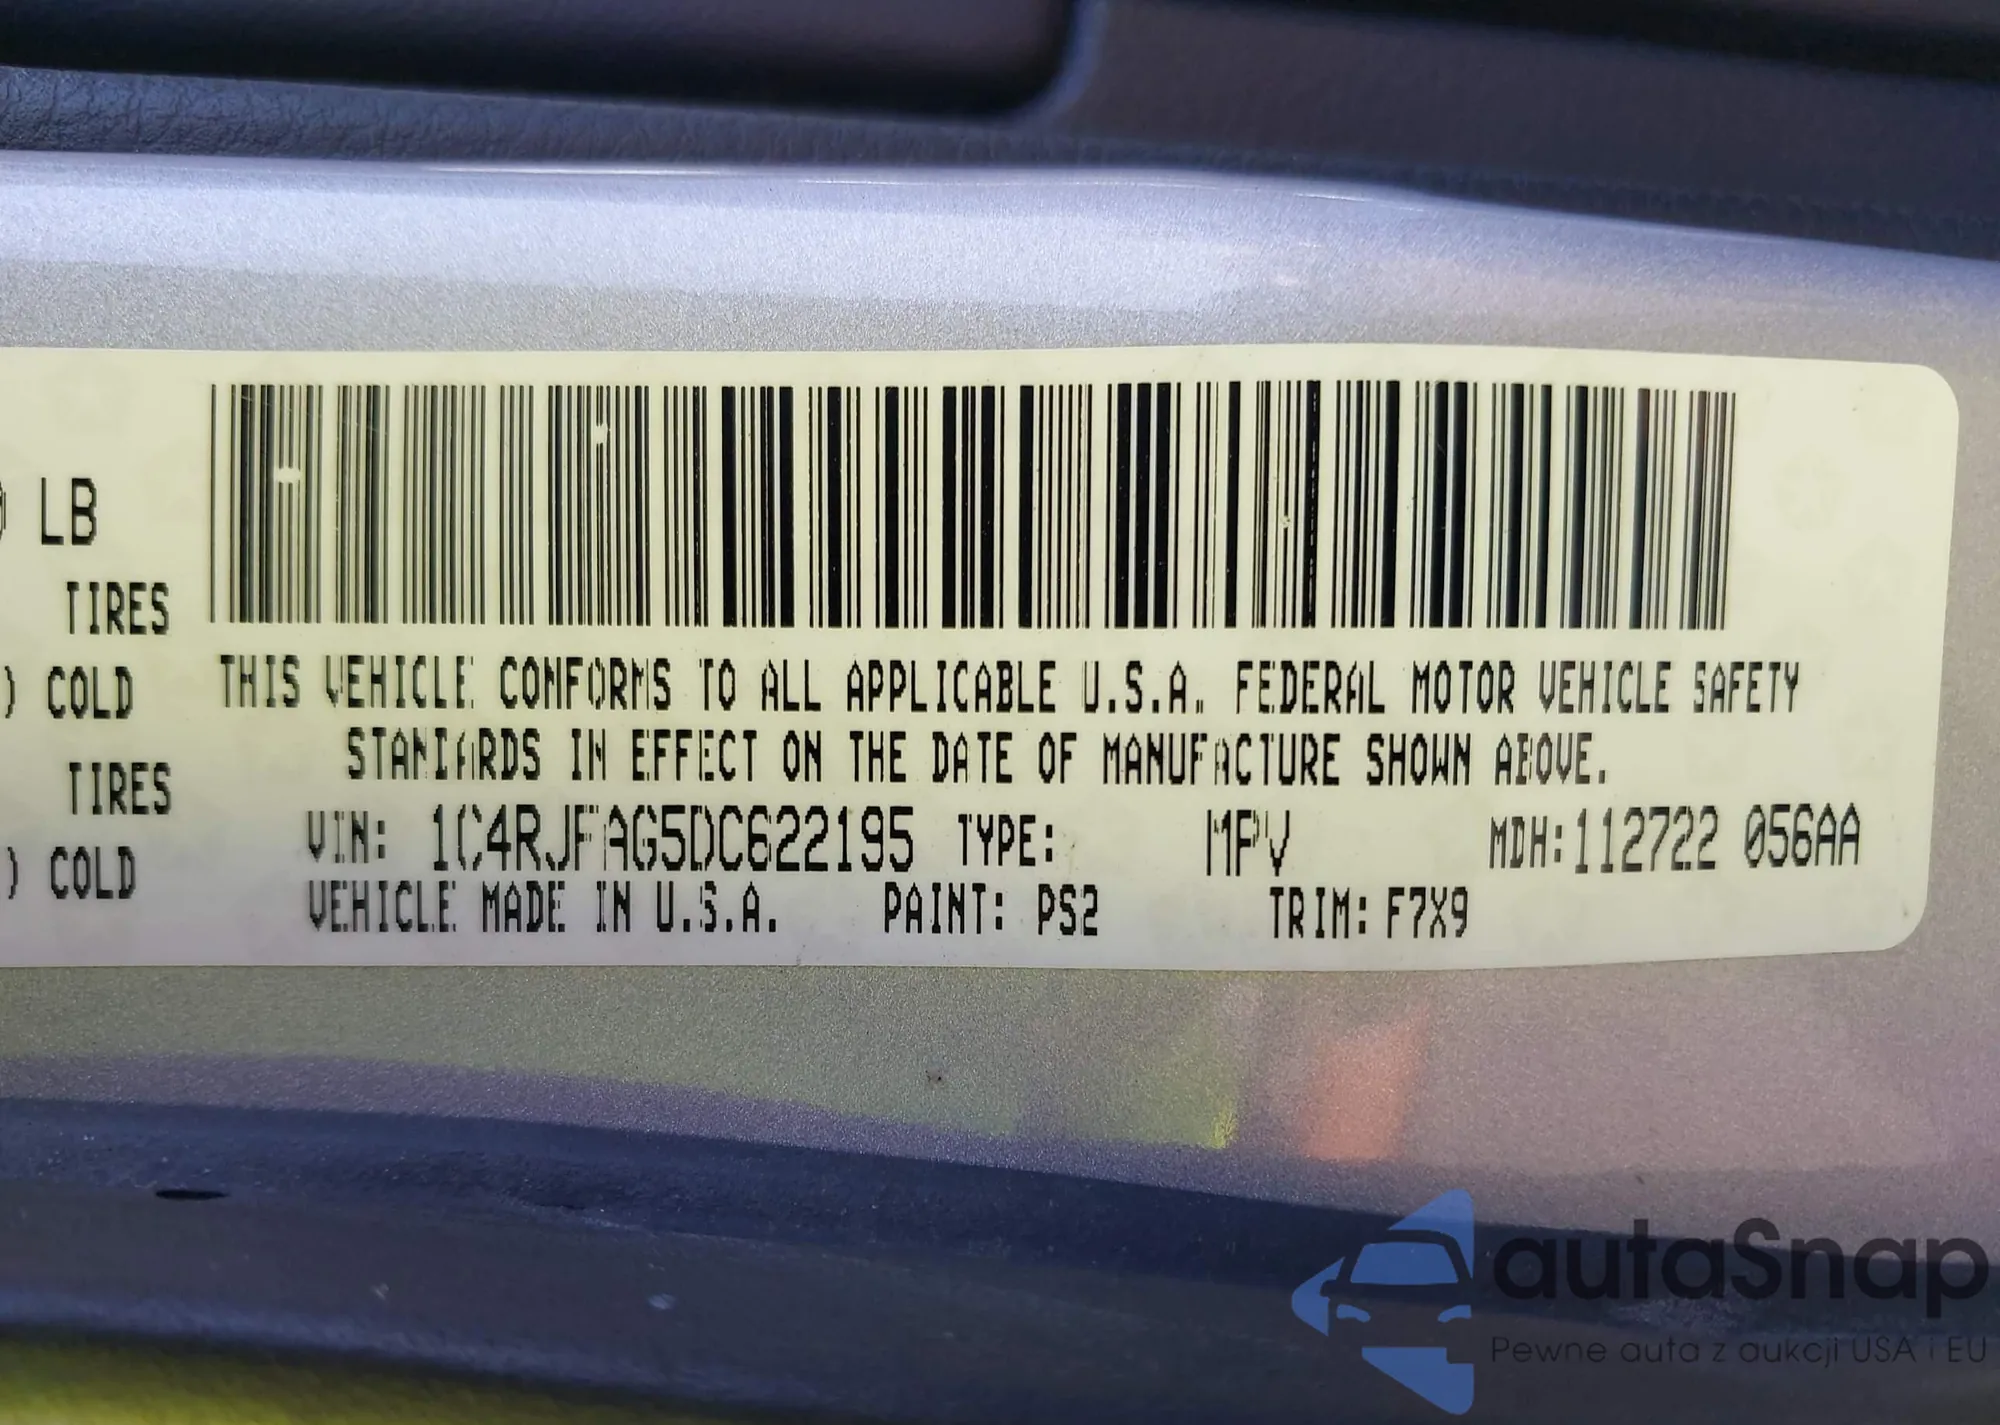 LB
TIRES
) COLD
TIRES
) COLD
THIS VEHICLE CONFORMS TO ALL APPLICABLE U.S.A. FEDERAL MOTOR VEHICLE SAFETY
STANDARDS IN EFFECT ON THE DATE OF MANUFACTURE SHOWN ABOVE.
VIN: 1C4RJFAG5DC622195 TYPE: MPV MDH:112722 056AA
VEHICLE MADE IN U.S.A. PAINT: PS2 TRIM: F7X9
autaSnap
Pewne auta z aukcji USA i EU